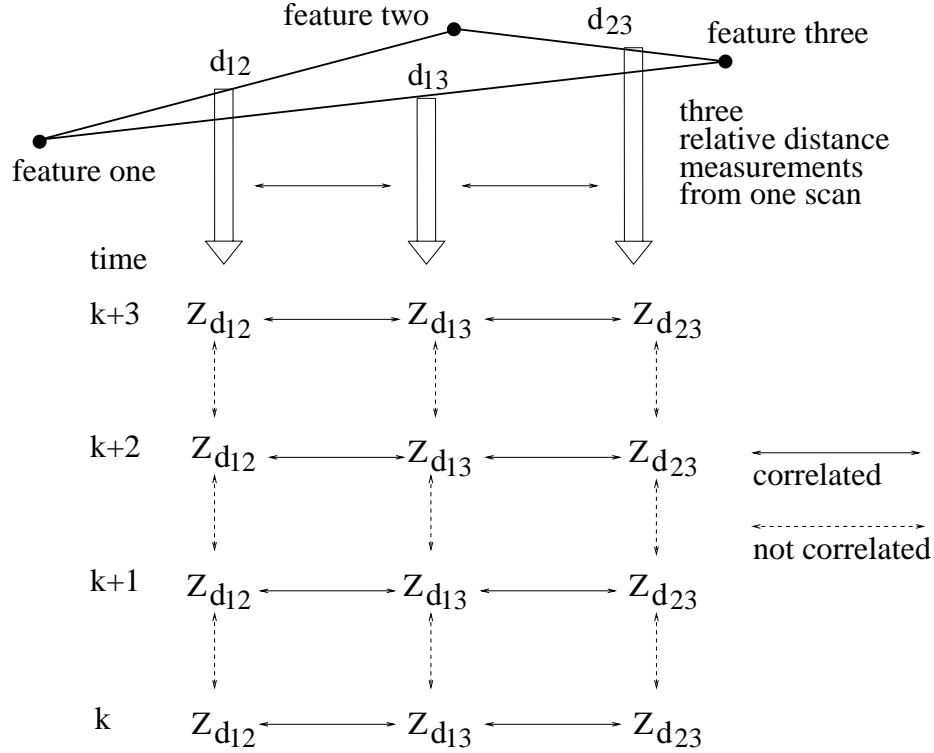 feature two
d23
feature three
d12
d13
feature one
three
relative distance
measurements
from one scan
time
k+3 Zd12 Zd13 Zd23
k+2 Zd12 Zd13 Zd23
correlated
not correlated
k+1 Zd12 Zd13 Zd23
k Zd12 Zd13 Zd23